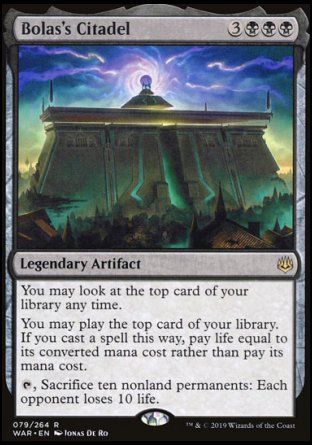 Bolas's Citadel 3
Legendary Artifact
You may look at the top card of your
library any time.
You may play the top card of your library.
If you cast a spell this way, pay life equal to
its converted mana cost rather than pay its
mana cost.
, Sacrifice ten nonland permanents: Each
opponent loses 10 life.
079/264 R
WAR • EN Jonas De Ro
™ & © 2019 Wizards of the Coast